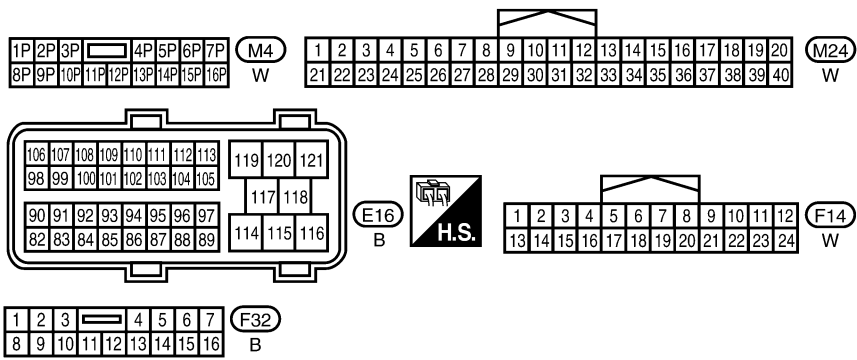 1P 2P 3P 4P 5P 6P 7P M4
8P 9P 10P 11P 12P 13P 14P 15P 16P W
1 2 3 4 5 6 7 8 9 10 11 12 13 14 15 16 17 18 19 20 M24
21 22 23 24 25 26 27 28 29 30 31 32 33 34 35 36 37 38 39 40 W
106 107 108 109 110 111 112 113
98 99 100 101 102 103 104 105
119 120 121
117 118
90 91 92 93 94 95 96 97
82 83 84 85 86 87 88 89
114 115 116
E16
B
H.S.
1 2 3 4 5 6 7 8 9 10 11 12 F14
13 14 15 16 17 18 19 20 21 22 23 24 W
1 2 3 4 5 6 7 F32
8 9 10 11 12 13 14 15 16 B